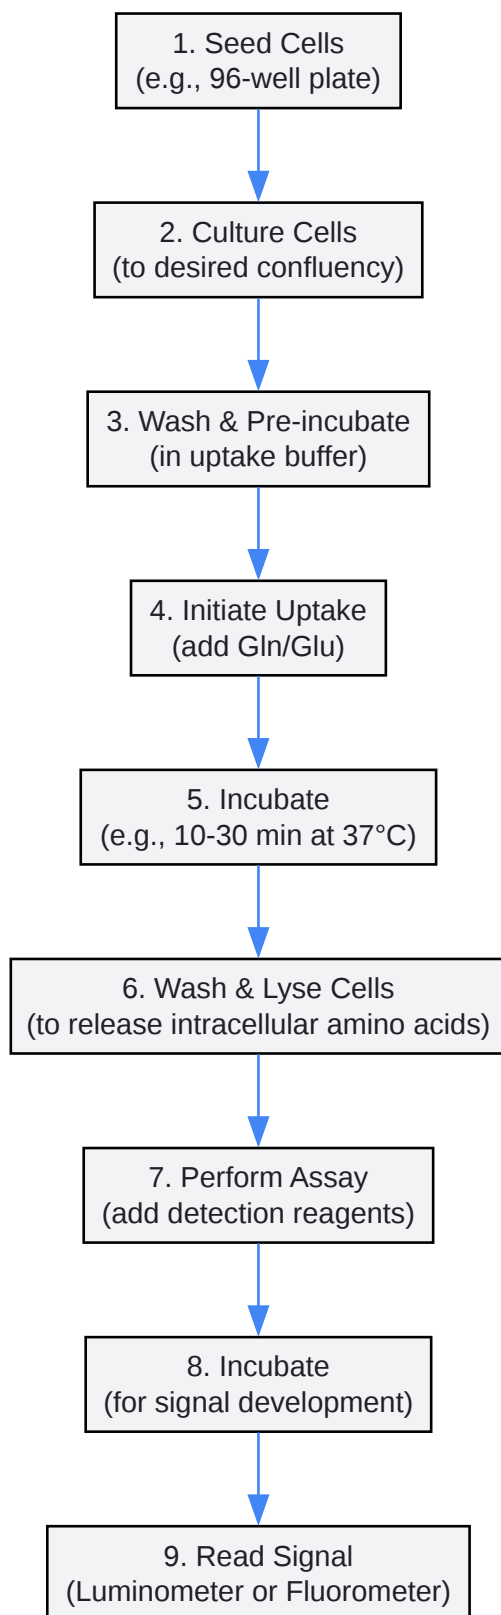 1. Seed Cells
(e.g., 96-well plate)
2. Culture Cells
(to desired confluency)
3. Wash & Pre-incubate
(in uptake buffer)
4. Initiate Uptake
(add Gln/Glu)
5. Incubate
(e.g., 10-30 min at 37°C)
6. Wash & Lyse Cells
(to release intracellular amino acids)
7. Perform Assay
(add detection reagents)
8. Incubate
(for signal development)
9. Read Signal
(Luminometer or Fluorometer)